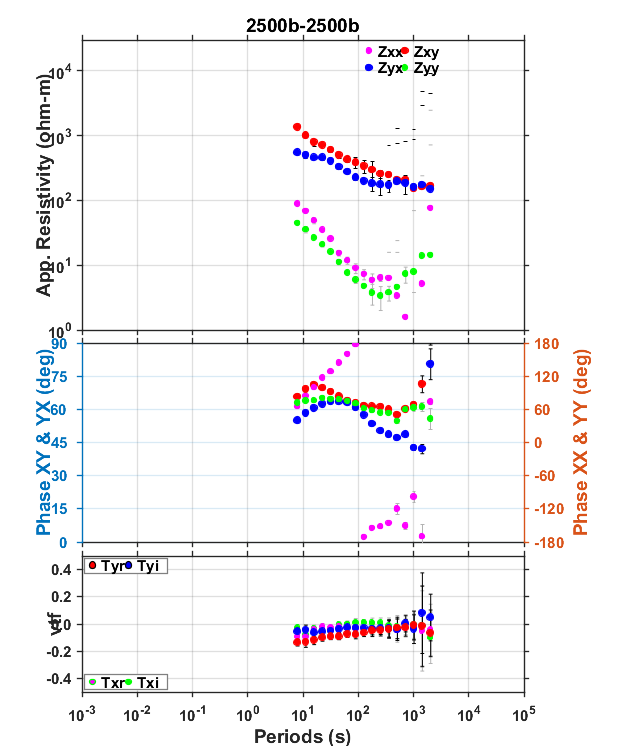 2500b-2500b
Zxx Zxy
Zyx Zyy
App. Resistivity (ohm-m)
10^4
10^3
10^2
10^1
10^0
Phase XY & YX (deg)
90
75
60
45
30
15
0
Phase XX & YY (deg)
180
120
60
0
-60
-120
-180
Tyr Tyi
vtf
0.4
0.2
0.0
-0.2
-0.4
Txr Txi
10^-3 10^-2 10^-1 10^0 10^1 10^2 10^3 10^4 10^5
Periods (s)